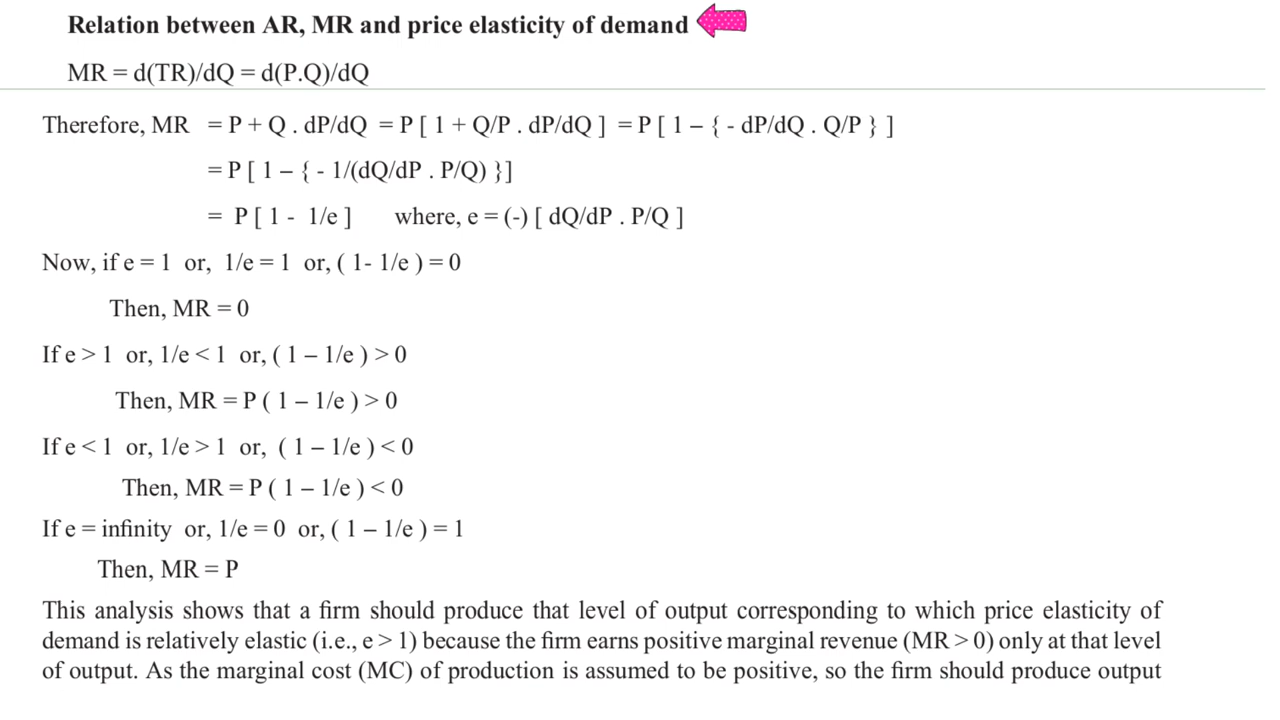 Relation between AR, MR and price elasticity of demand
MR = d(TR)/dQ = d(P.Q)/dQ
Therefore, MR = P + Q . dP/dQ = P [ 1 + Q/P . dP/dQ ] = P [ 1 – { - dP/dQ . Q/P } ]
= P [ 1 – { - 1/(dQ/dP . P/Q) }]
= P [ 1 - 1/e ] where, e = (-) [ dQ/dP . P/Q ]
Now, if e = 1 or, 1/e = 1 or, ( 1- 1/e ) = 0
Then, MR = 0
If e > 1 or, 1/e < 1 or, ( 1 – 1/e ) > 0
Then, MR = P ( 1 – 1/e ) > 0
If e < 1 or, 1/e > 1 or, ( 1 – 1/e ) < 0
Then, MR = P ( 1 – 1/e ) < 0
If e = infinity or, 1/e = 0 or, ( 1 – 1/e ) = 1
Then, MR = P
This analysis shows that a firm should produce that level of output corresponding to which price elasticity of
demand is relatively elastic (i.e., e > 1) because the firm earns positive marginal revenue (MR > 0) only at that level
of output. As the marginal cost (MC) of production is assumed to be positive, so the firm should produce output